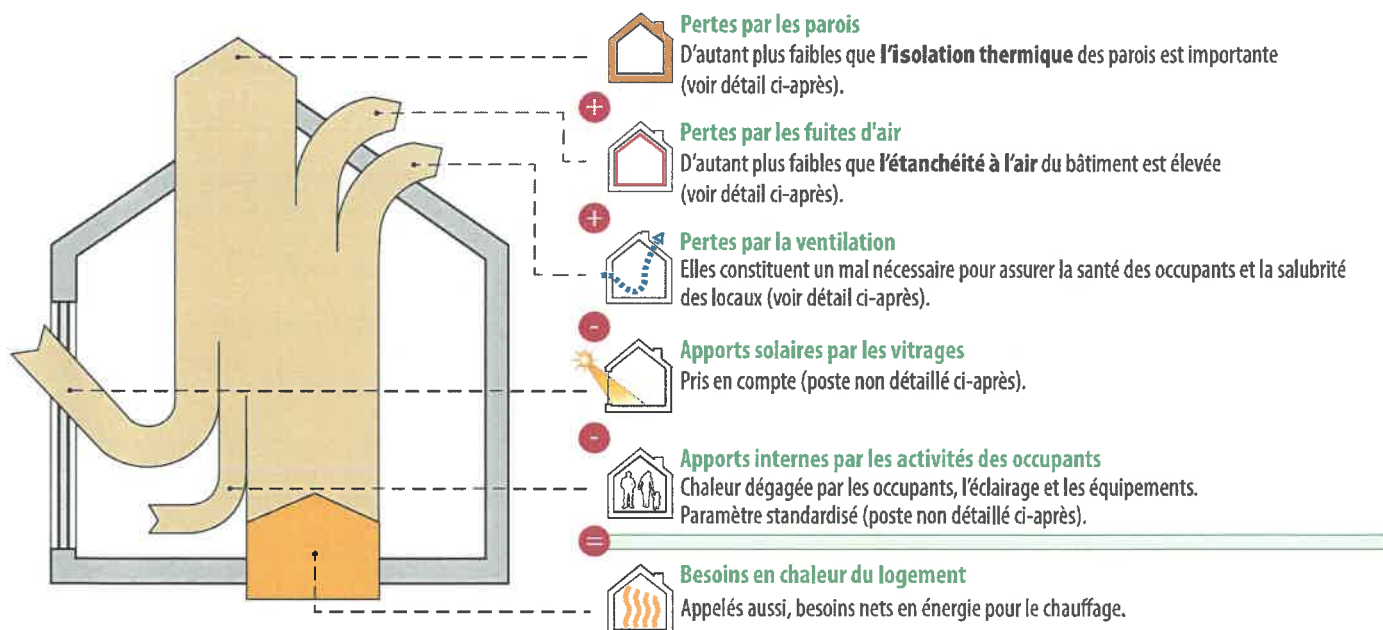 Pertes par les parois
D'autant plus faibles que l'isolation thermique des parois est importante
(voir détail ci-après).
+
Pertes par les fuites d'air
D'autant plus faibles que l'étanchéité à l'air du bâtiment est élevée
(voir détail ci-après).
+
Pertes par la ventilation
Elles constituent un mal nécessaire pour assurer la santé des occupants et la salubrité
des locaux (voir détail ci-après).
-
Apports solaires par les vitrages
Pris en compte (poste non détaillé ci-après).
-
Apports internes par les activités des occupants
Chaleur dégagée par les occupants, l'éclairage et les équipements.
Paramètre standardisé (poste non détaillé ci-après).
=
Besoins en chaleur du logement
Appelés aussi, besoins nets en énergie pour le chauffage.